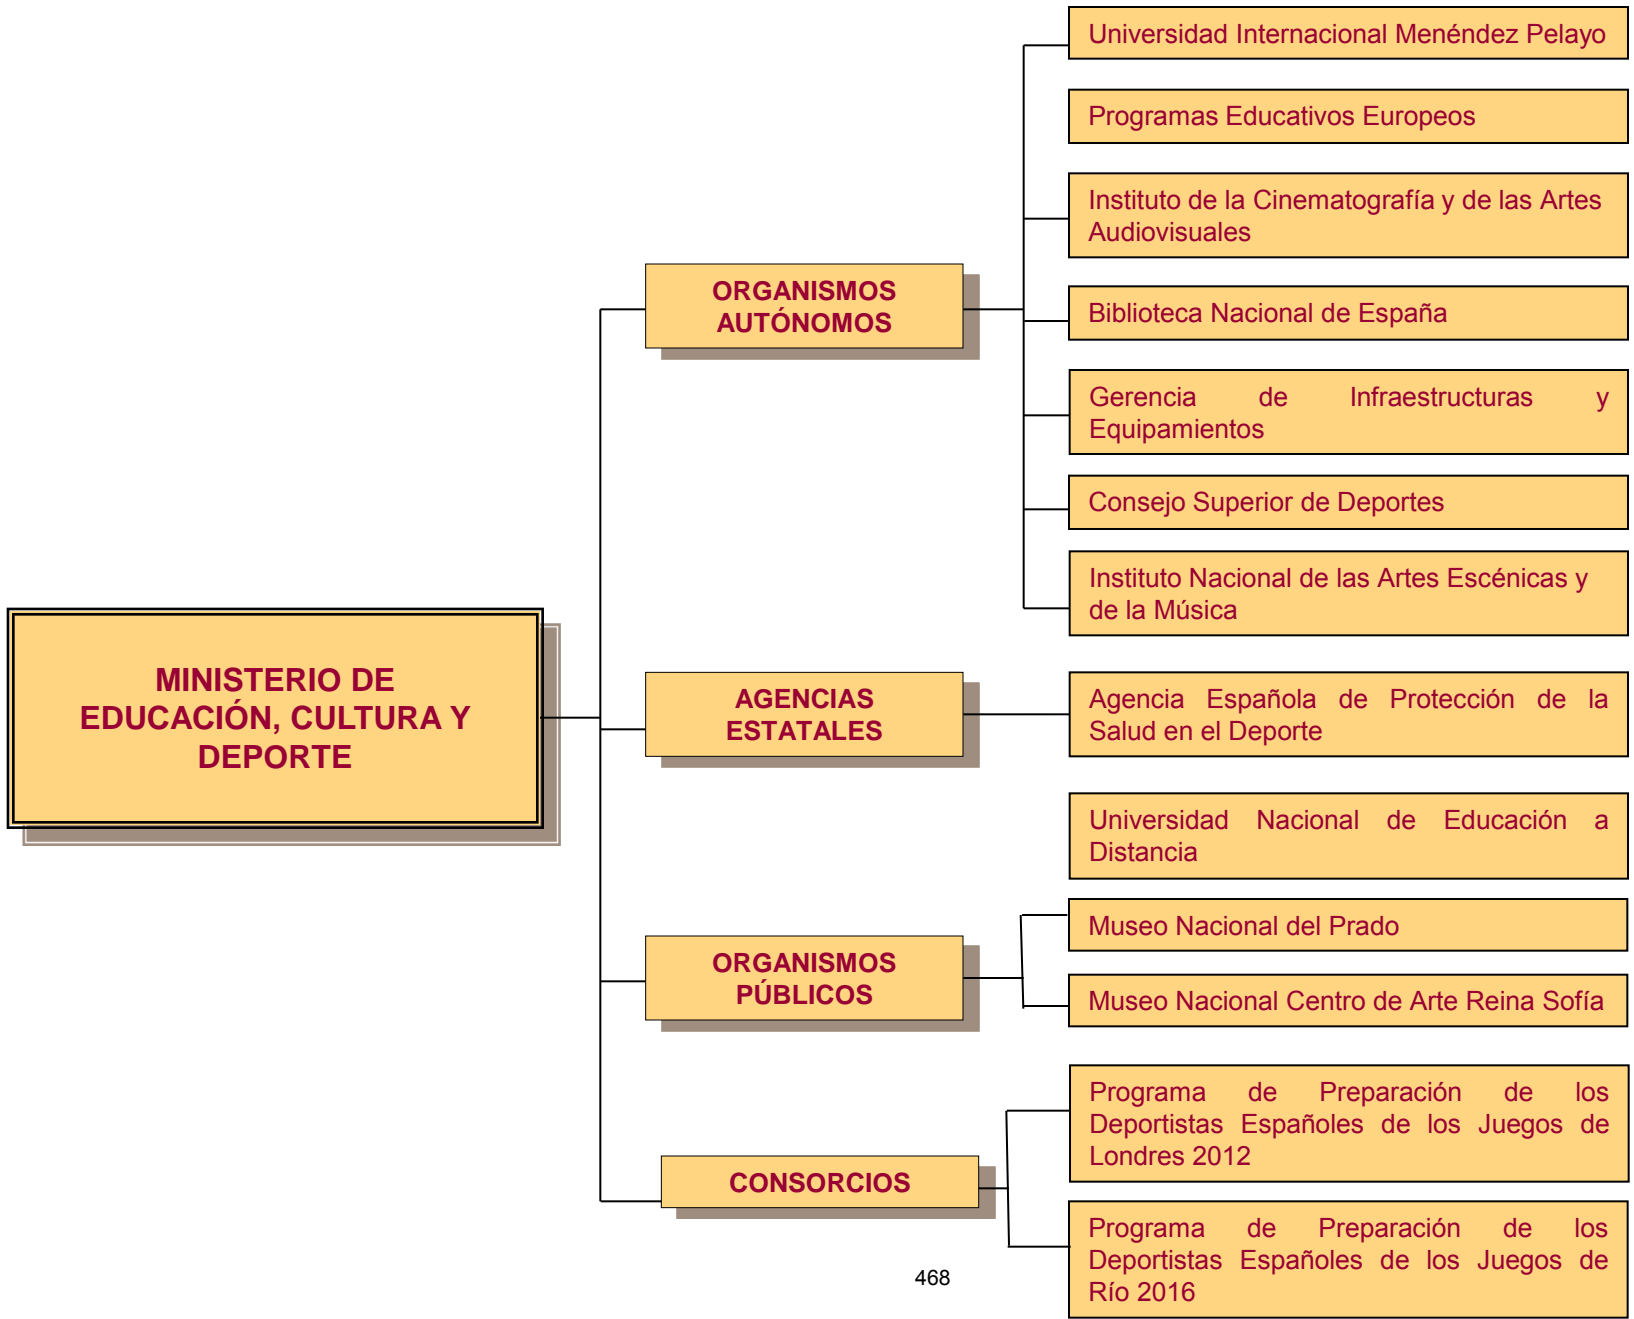 MINISTERIO DE
EDUCACIÓN, CULTURA Y
DEPORTE
ORGANISMOS
AUTÓNOMOS
Universidad Internacional Menéndez Pelayo
Programas Educativos Europeos
Instituto de la Cinematografía y de las Artes
Audiovisuales
Biblioteca Nacional de España
Gerencia de Infraestructuras y
Equipamientos
Consejo Superior de Deportes
Instituto Nacional de las Artes Escénicas y
de la Música
AGENCIAS
ESTATALES
Agencia Española de Protección de la
Salud en el Deporte
ORGANISMOS
PÚBLICOS
Universidad Nacional de Educación a
Distancia
Museo Nacional del Prado
Museo Nacional Centro de Arte Reina Sofía
CONSORCIOS
Programa de Preparación de los
Deportistas Españoles de los Juegos de
Londres 2012
Programa de Preparación de los
Deportistas Españoles de los Juegos de
Río 2016
468